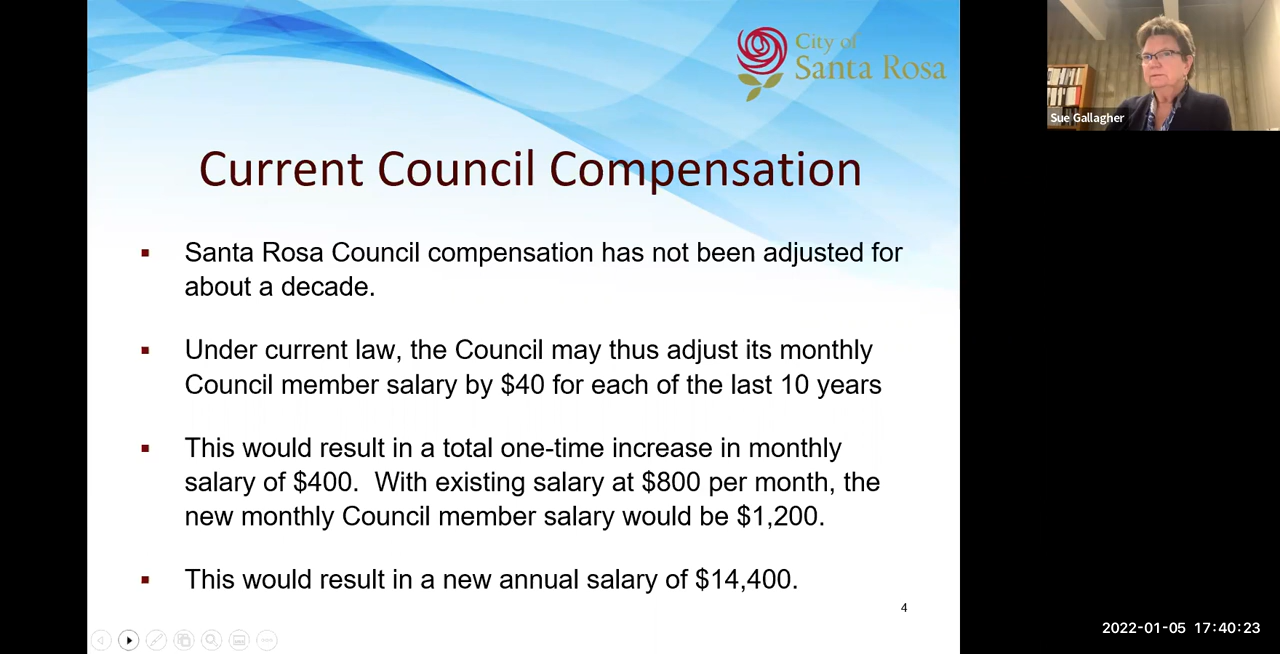 City of
Santa Rosa
Sue Gallagher
Current Council Compensation
▪ Santa Rosa Council compensation has not been adjusted for
about a decade.
▪ Under current law, the Council may thus adjust its monthly
Council member salary by $40 for each of the last 10 years
▪ This would result in a total one-time increase in monthly
salary of $400.  With existing salary at $800 per month, the
new monthly Council member salary would be $1,200.
▪ This would result in a new annual salary of $14,400.
4
2022-01-05 17:40:23